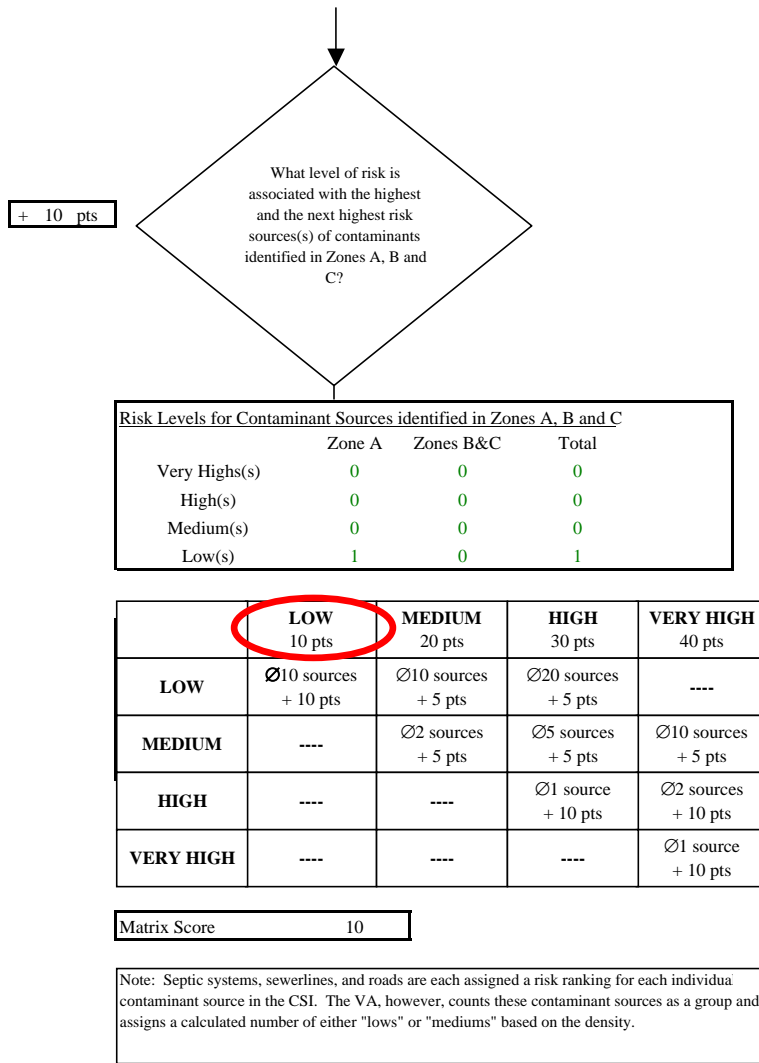 What level of risk is
associated with the highest
and the next highest risk
sources(s) of contaminants
identified in Zones A, B and
C?
+ 10 pts
Risk Levels for Contaminant Sources identified in Zones A, B and C
Zone A Zones B&C Total
Very Highs(s) 0 0 0
High(s) 0 0 0
Medium(s) 0 0 0
Low(s) 1 0 1
LOW MEDIUM HIGH VERY HIGH
10 pts 20 pts 30 pts 40 pts
LOW ∅10 sources ∅10 sources ∅20 sources ----
+ 10 pts + 5 pts + 5 pts
MEDIUM ---- ∅2 sources ∅5 sources ∅10 sources
+ 5 pts + 5 pts + 5 pts
HIGH ---- ---- ∅1 source ∅2 sources
+ 10 pts + 10 pts
VERY HIGH ---- ---- ---- ∅1 source
+ 10 pts
Matrix Score 10
Note: Septic systems, sewerlines, and roads are each assigned a risk ranking for each individual
contaminant source in the CSI. The VA, however, counts these contaminant sources as a group and
assigns a calculated number of either "lows" or "mediums" based on the density.